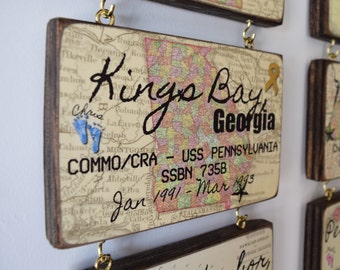 Kings Bay,
Georgia
Chris
COMMO/CRA - USS PENNSYLVANIA
SSBN 735B
Jan 1991 - Mar 1993